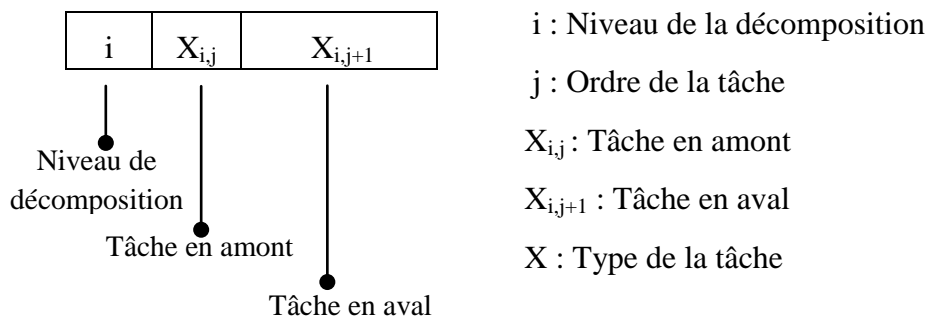 i X_{i,j} X_{i,j+1}
Niveau de
décomposition
Tâche en amont
Tâche en aval
i : Niveau de la décomposition
j : Ordre de la tâche
X_{i,j} : Tâche en amont
X_{i,j+1} : Tâche en aval
X : Type de la tâche